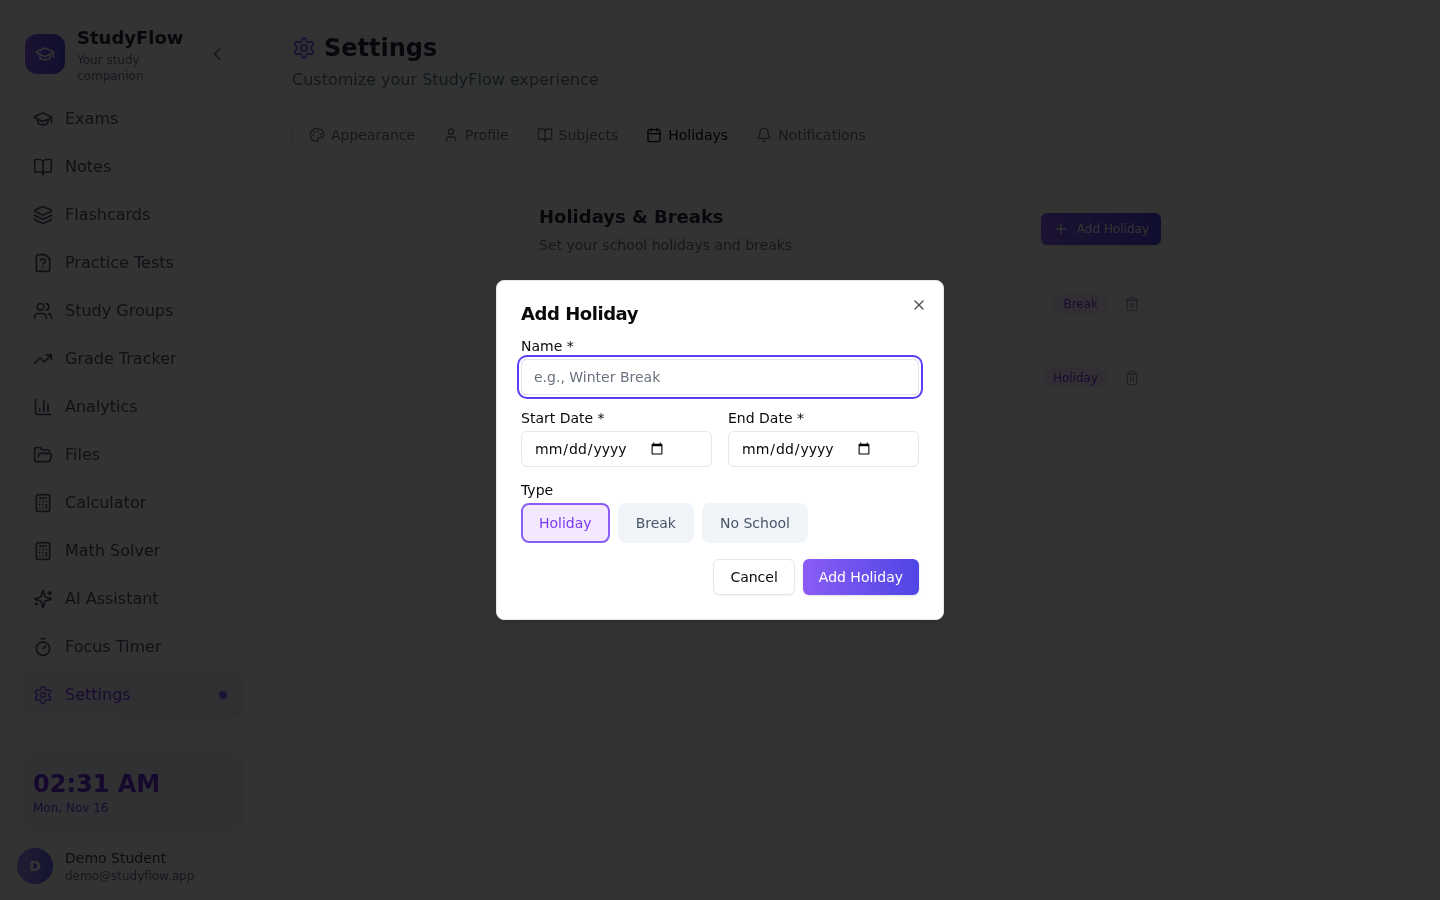 StudyFlow
Your study
companion
Exams
Notes
Flashcards
Practice Tests
Study Groups
Grade Tracker
Analytics
Files
Calculator
Math Solver
AI Assistant
Focus Timer
Settings
02:31 AM
Mon, Nov 16
D
Demo Student
demo@studyflow.app
Settings
Customize your StudyFlow experience
Appearance
Profile
Subjects
Holidays
Notifications
Holidays & Breaks
Set your school holidays and breaks
Add Holiday
Break
Holiday
Add Holiday
Name *
e.g., Winter Break
Start Date *
End Date *
mm/dd/yyyy
mm/dd/yyyy
Type
Holiday
Break
No School
Cancel
Add Holiday